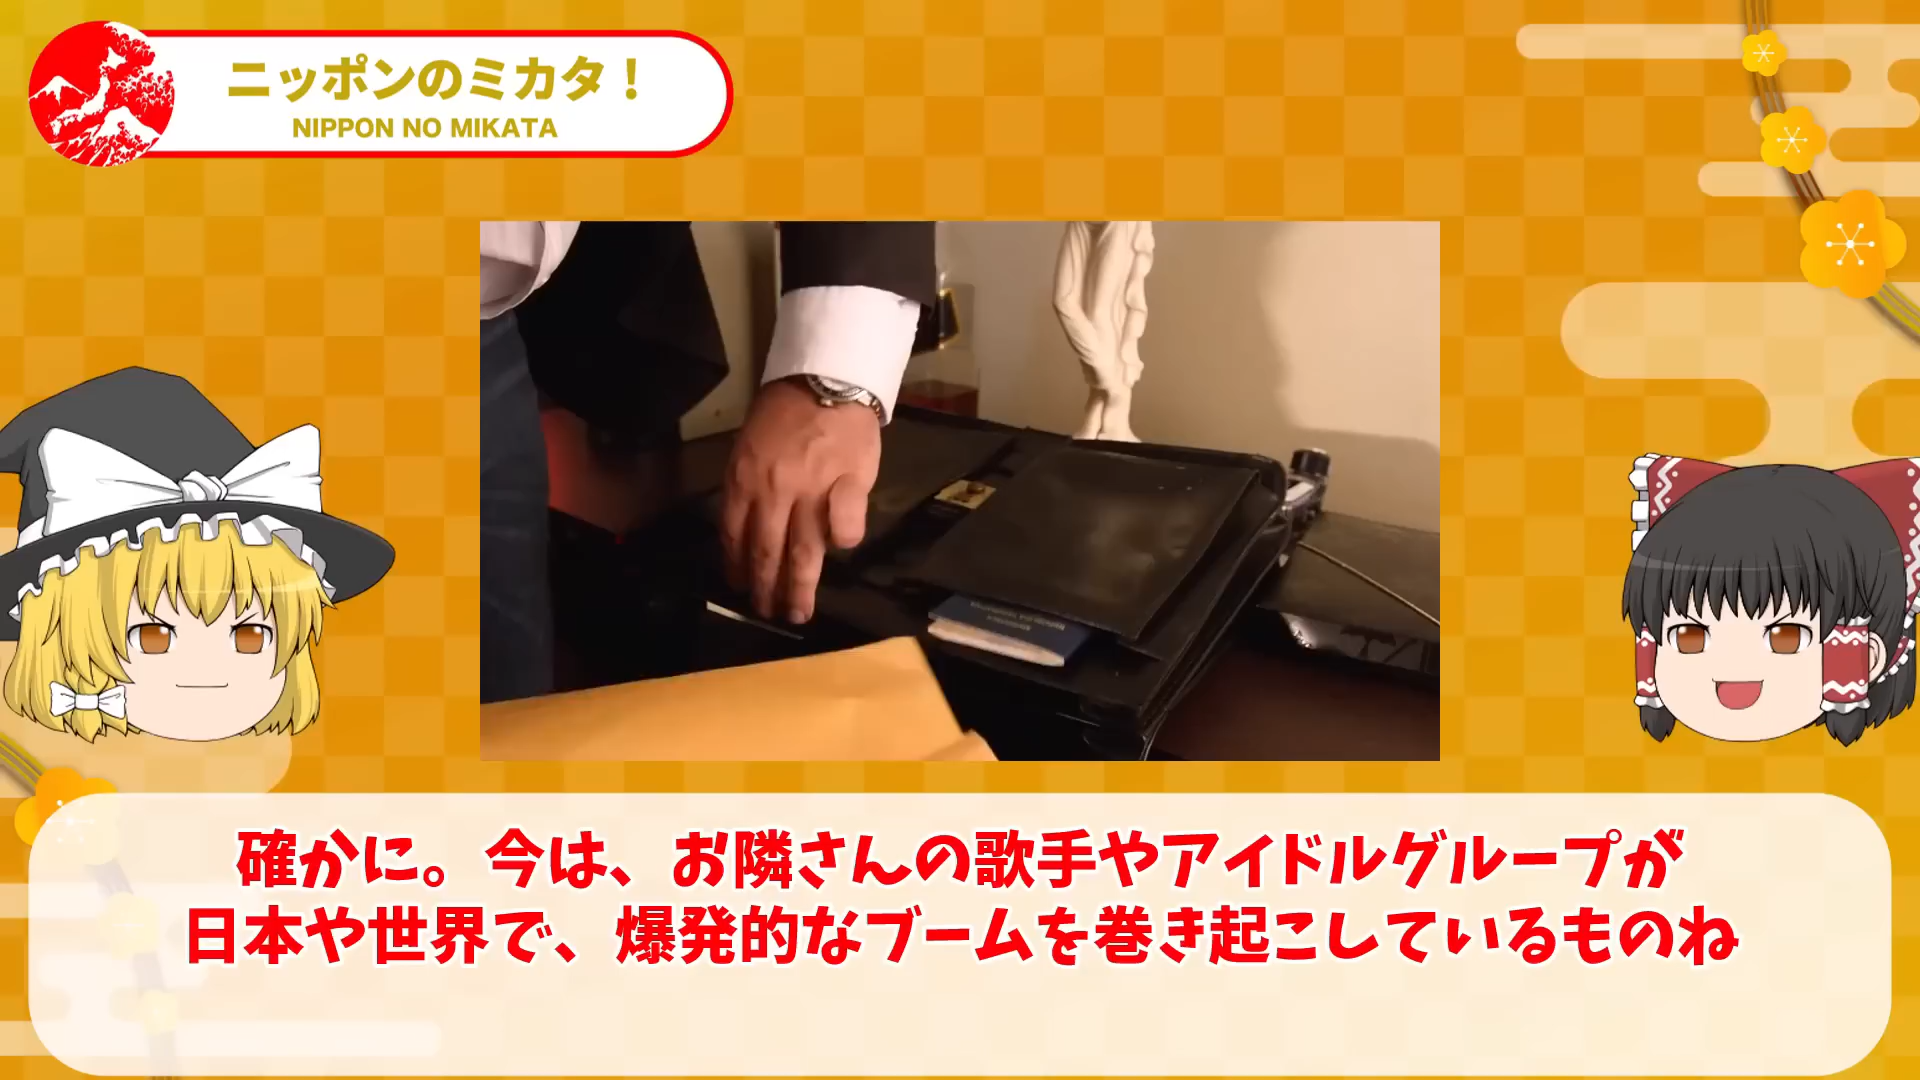 ニッポンのミカタ！
NIPPON NO MIKATA
確かに。今は、お隣さんの歌手やアイドルグループが
日本や世界で、爆発的なブームを巻き起こしているものね